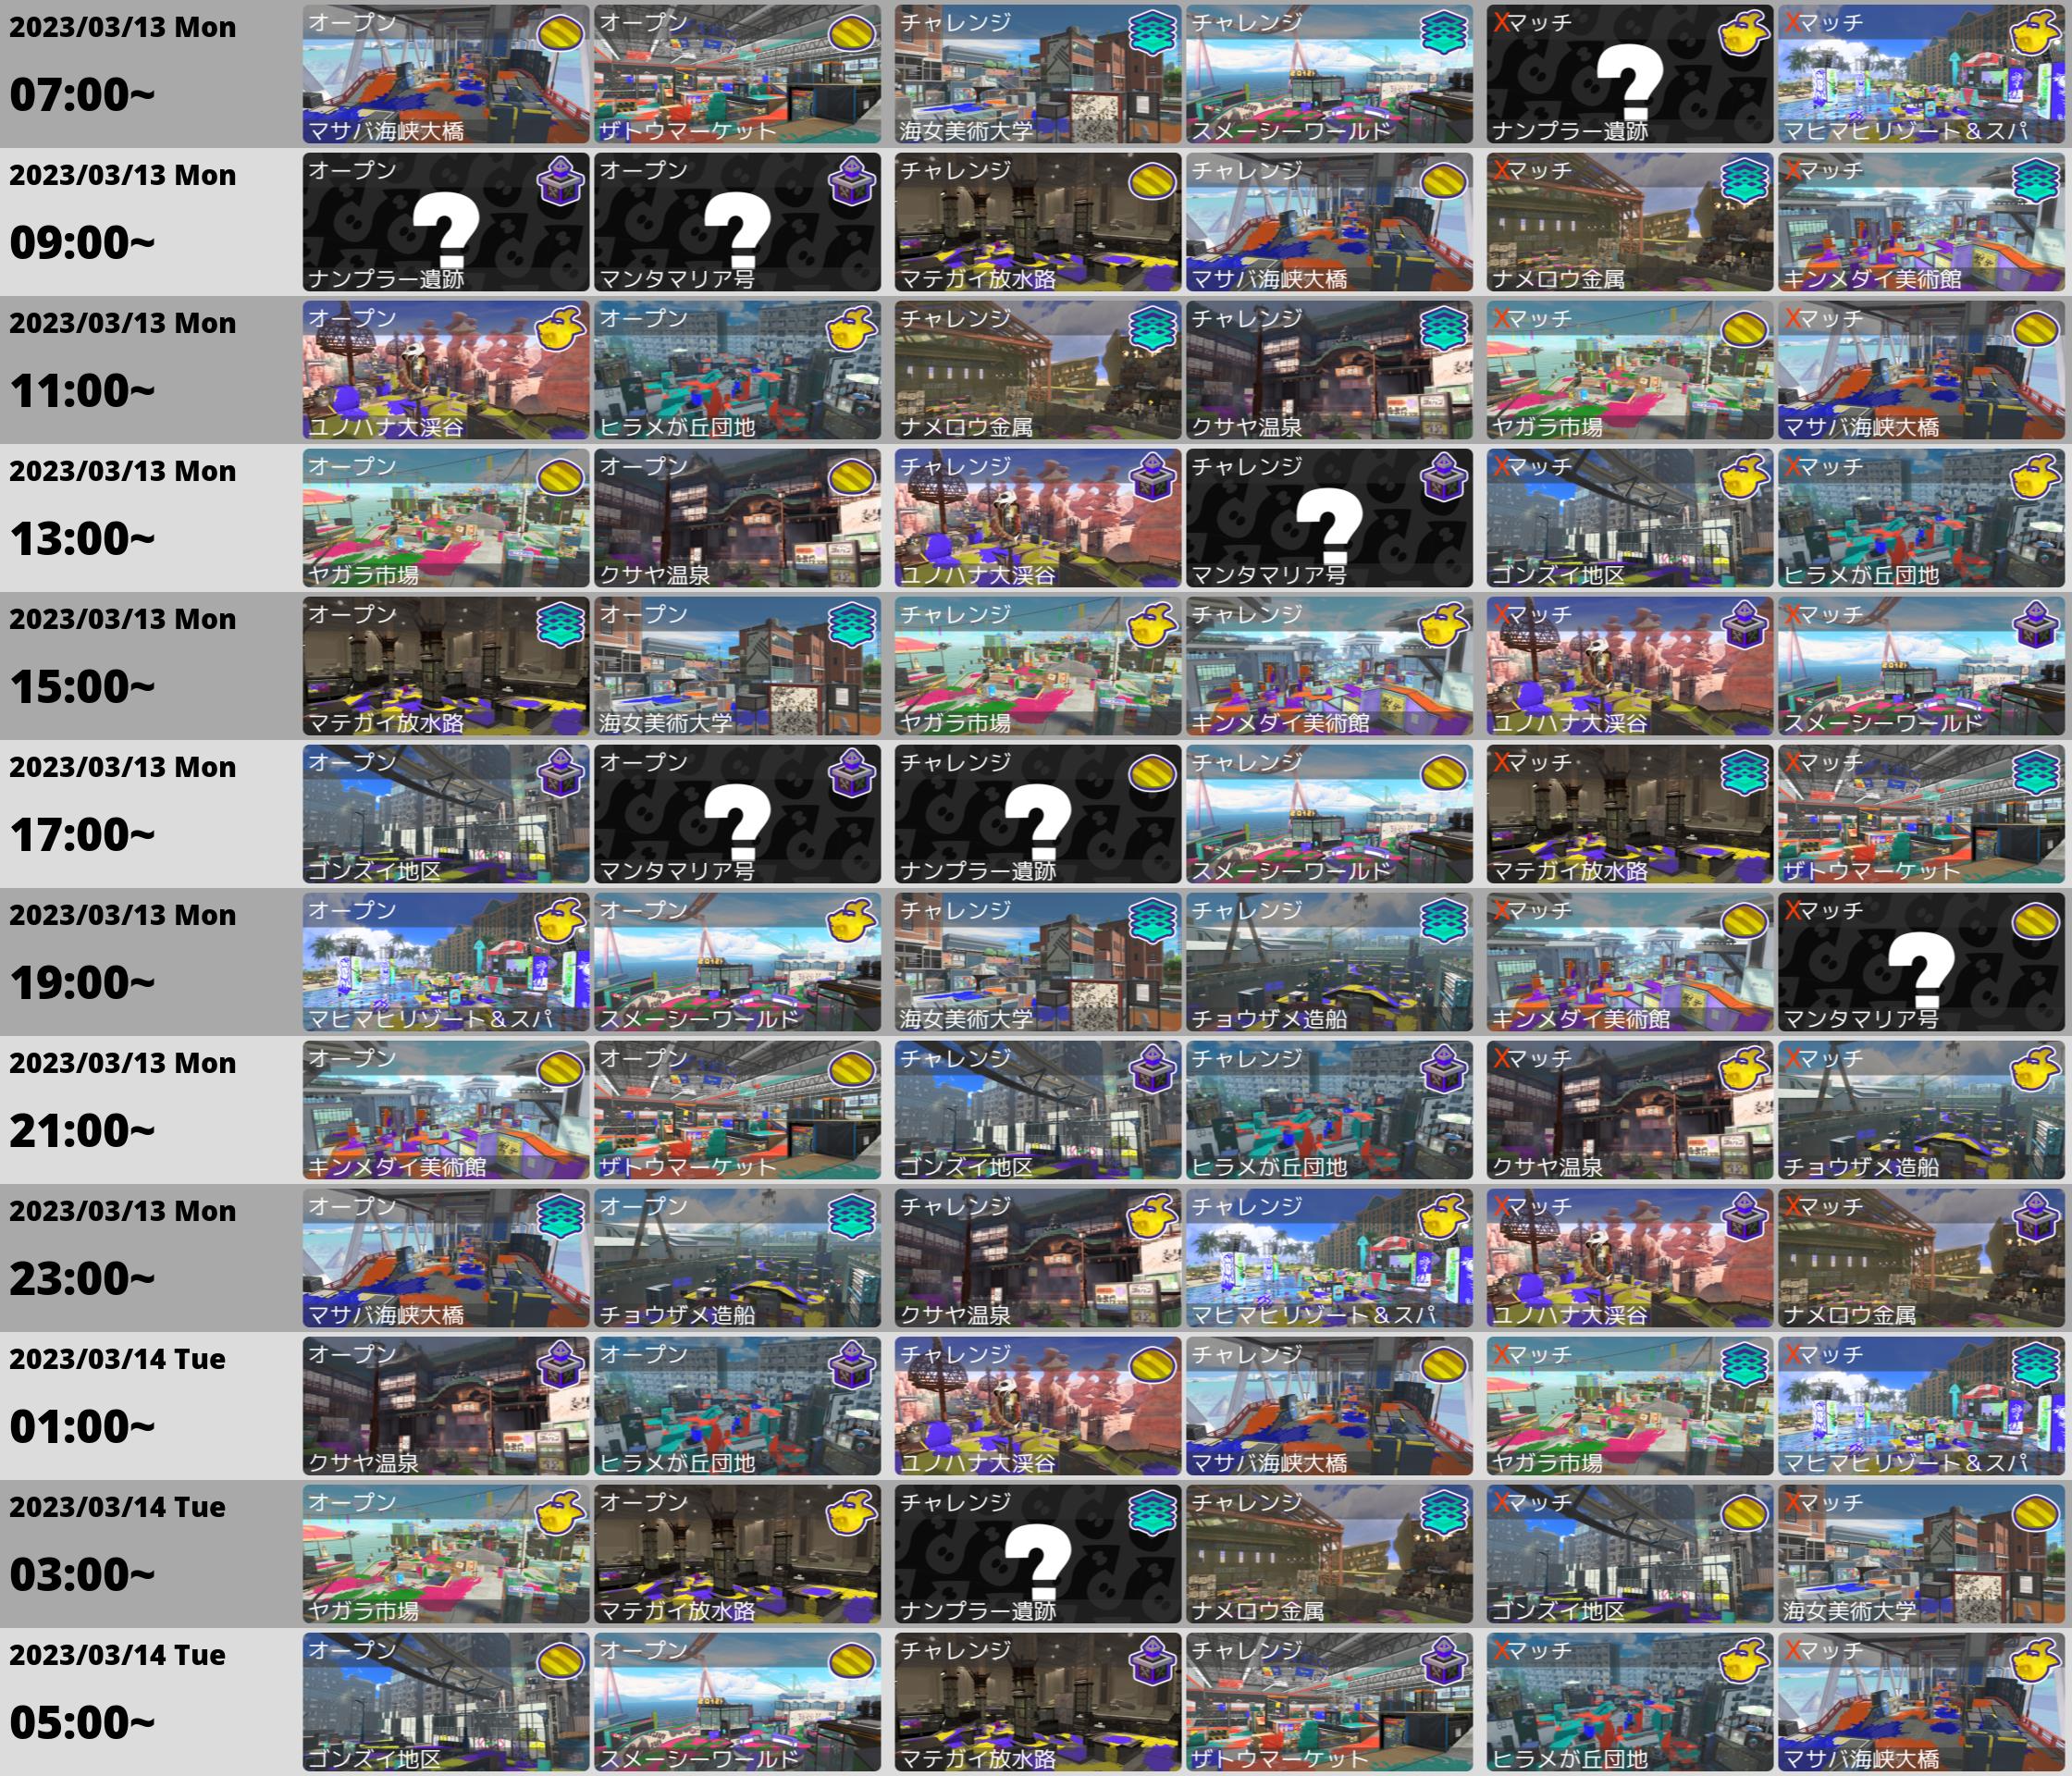 2023/03/13 Mon
07:00~
オープン オープン チャレンジ チャレンジ Xマッチ Xマッチ
マサバ海峡大橋 ザトウマーケット 海女美術大学 スメーシーワールド ナンプラー遺跡 マヒマヒリゾート＆スパ
2023/03/13 Mon
09:00~
オープン オープン チャレンジ チャレンジ Xマッチ Xマッチ
ナンプラー遺跡 マンタマリア号 マテガイ放水路 マサバ海峡大橋 ナメロウ金属 キンメダイ美術館
2023/03/13 Mon
11:00~
オープン オープン チャレンジ チャレンジ Xマッチ Xマッチ
ユノハナ大渓谷 ヒラメが丘団地 ナメロウ金属 クサヤ温泉 ヤガラ市場 マサバ海峡大橋
2023/03/13 Mon
13:00~
オープン オープン チャレンジ チャレンジ Xマッチ Xマッチ
ヤガラ市場 クサヤ温泉 ユノハナ大渓谷 マンタマリア号 ゴンズイ地区 ヒラメが丘団地
2023/03/13 Mon
15:00~
オープン オープン チャレンジ チャレンジ Xマッチ Xマッチ
マテガイ放水路 海女美術大学 ヤガラ市場 キンメダイ美術館 ユノハナ大渓谷 スメーシーワールド
2023/03/13 Mon
17:00~
オープン オープン チャレンジ チャレンジ Xマッチ Xマッチ
ゴンズイ地区 マンタマリア号 ナンプラー遺跡 スメーシーワールド マテガイ放水路 ザトウマーケット
2023/03/13 Mon
19:00~
オープン オープン チャレンジ チャレンジ Xマッチ Xマッチ
マヒマヒリゾート＆スパ スメーシーワールド 海女美術大学 チョウザメ造船 キンメダイ美術館 マンタマリア号
2023/03/13 Mon
21:00~
オープン オープン チャレンジ チャレンジ Xマッチ Xマッチ
キンメダイ美術館 ザトウマーケット ゴンズイ地区 ヒラメが丘団地 クサヤ温泉 チョウザメ造船
2023/03/13 Mon
23:00~
オープン オープン チャレンジ チャレンジ Xマッチ Xマッチ
マサバ海峡大橋 チョウザメ造船 クサヤ温泉 マヒマヒリゾート＆スパ ユノハナ大渓谷 ナメロウ金属
2023/03/14 Tue
01:00~
オープン オープン チャレンジ チャレンジ Xマッチ Xマッチ
クサヤ温泉 ヒラメが丘団地 ユノハナ大渓谷 マサバ海峡大橋 ヤガラ市場 マヒマヒリゾート＆スパ
2023/03/14 Tue
03:00~
オープン オープン チャレンジ チャレンジ Xマッチ Xマッチ
ヤガラ市場 マテガイ放水路 ナンプラー遺跡 ナメロウ金属 ゴンズイ地区 海女美術大学
2023/03/14 Tue
05:00~
オープン オープン チャレンジ チャレンジ Xマッチ Xマッチ
ゴンズイ地区 スメーシーワールド マテガイ放水路 ザトウマーケット ヒラメが丘団地 マサバ海峡大橋